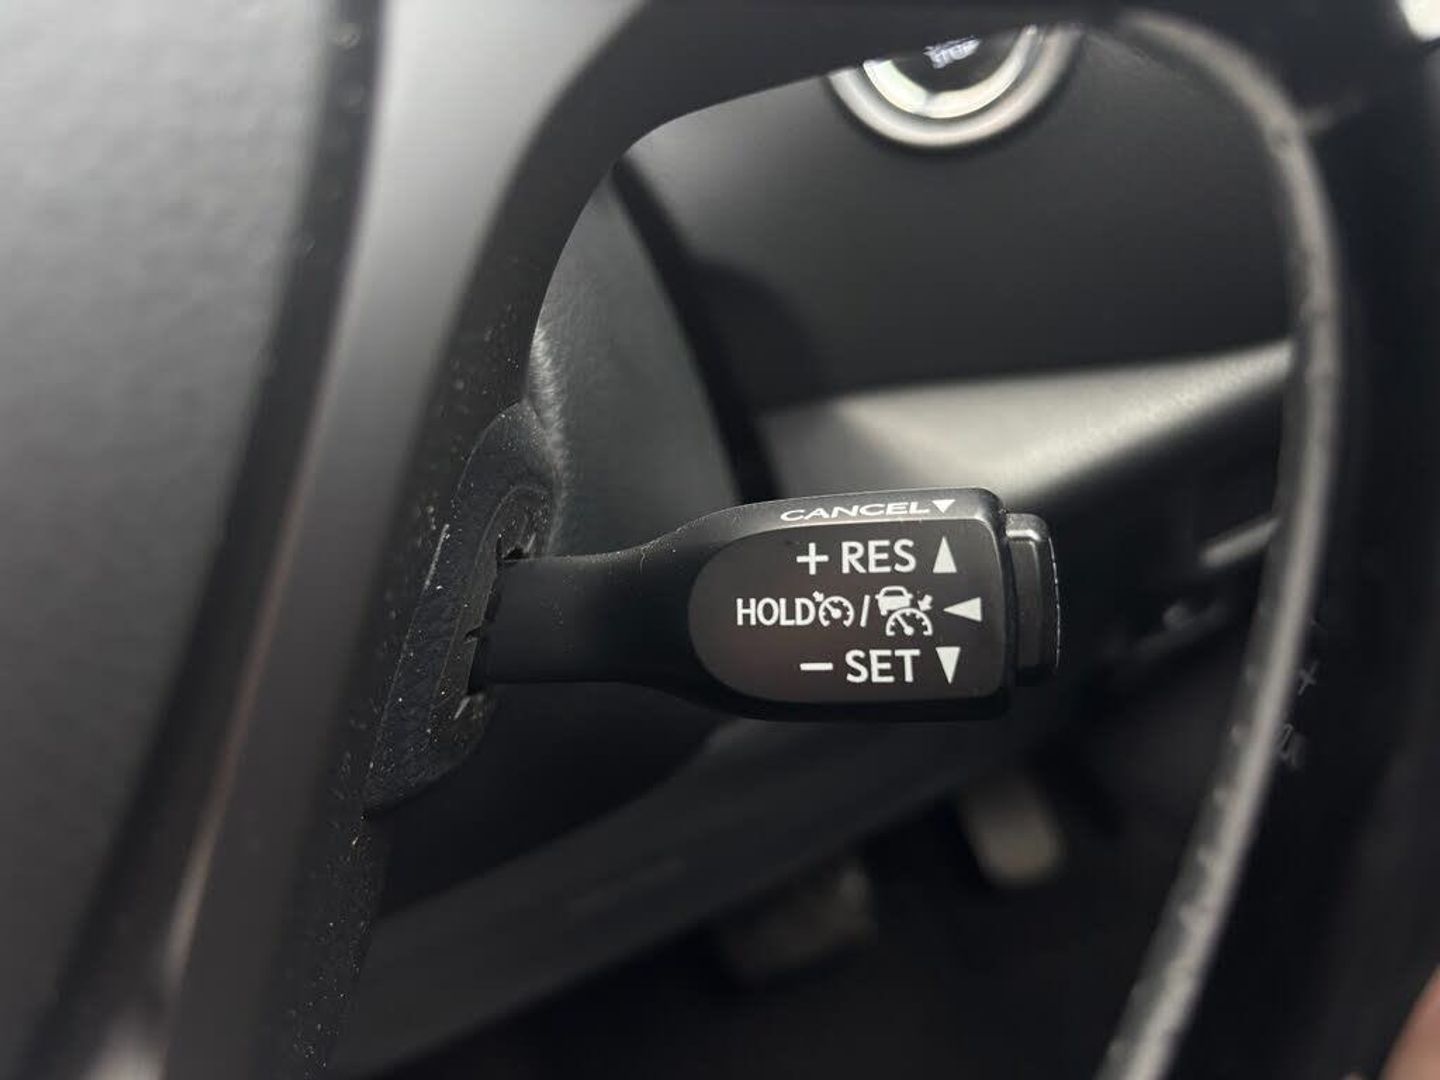 CANCEL▼
+ RES ▲
HOLD / ◀
− SET ▼